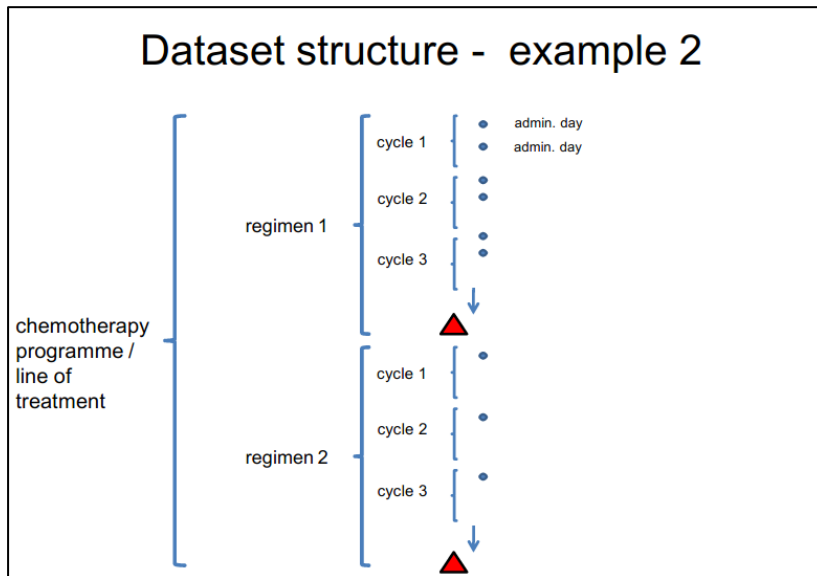 Dataset structure - example 2
admin. day
cycle 1
admin. day
cycle 2
regimen 1
cycle 3
chemotherapy
programme /
line of
treatment
cycle 1
cycle 2
regimen 2
cycle 3